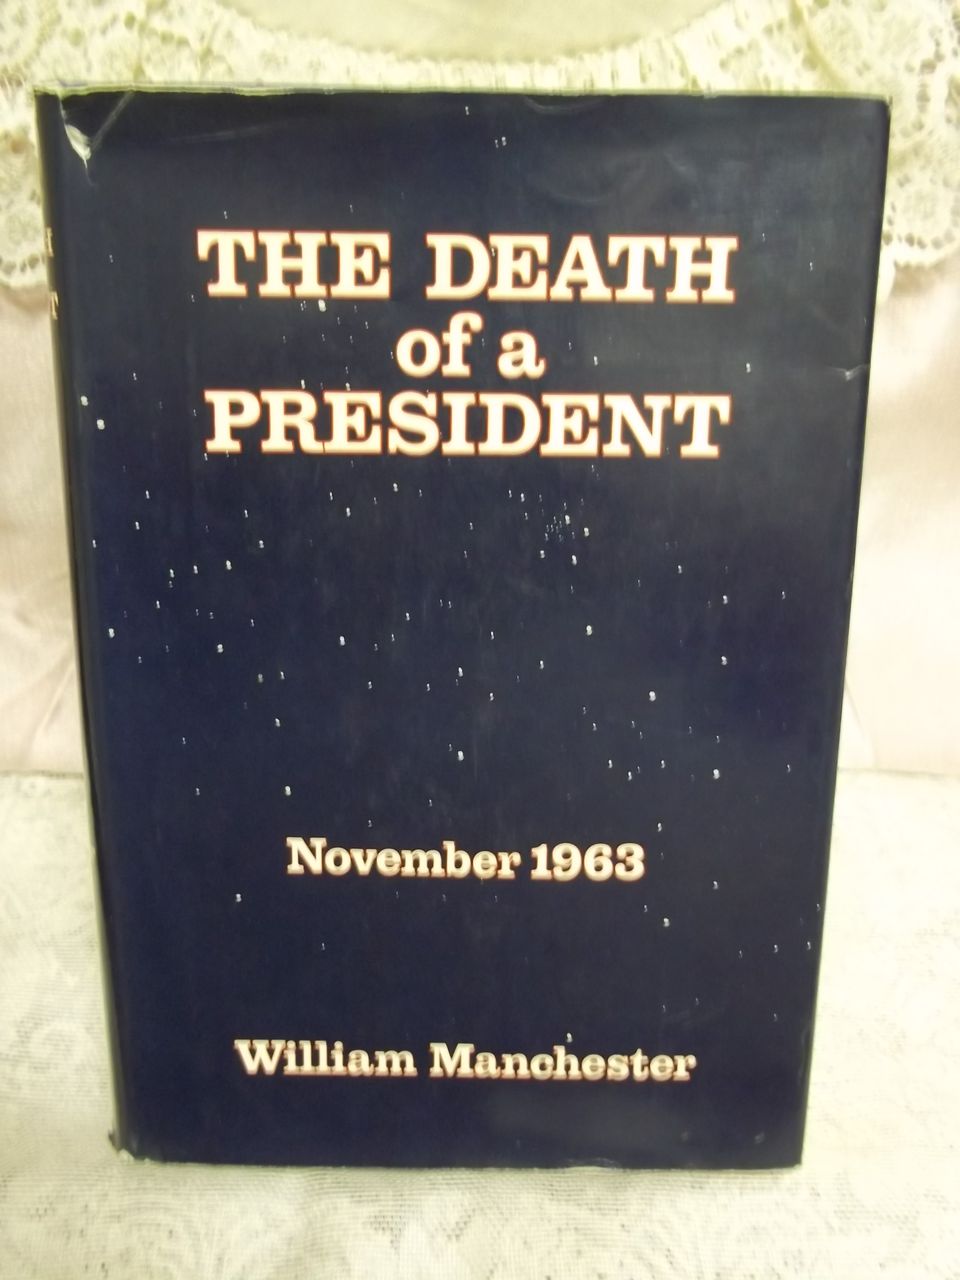 THE DEATH
of a
PRESIDENT
November 1963
William Manchester